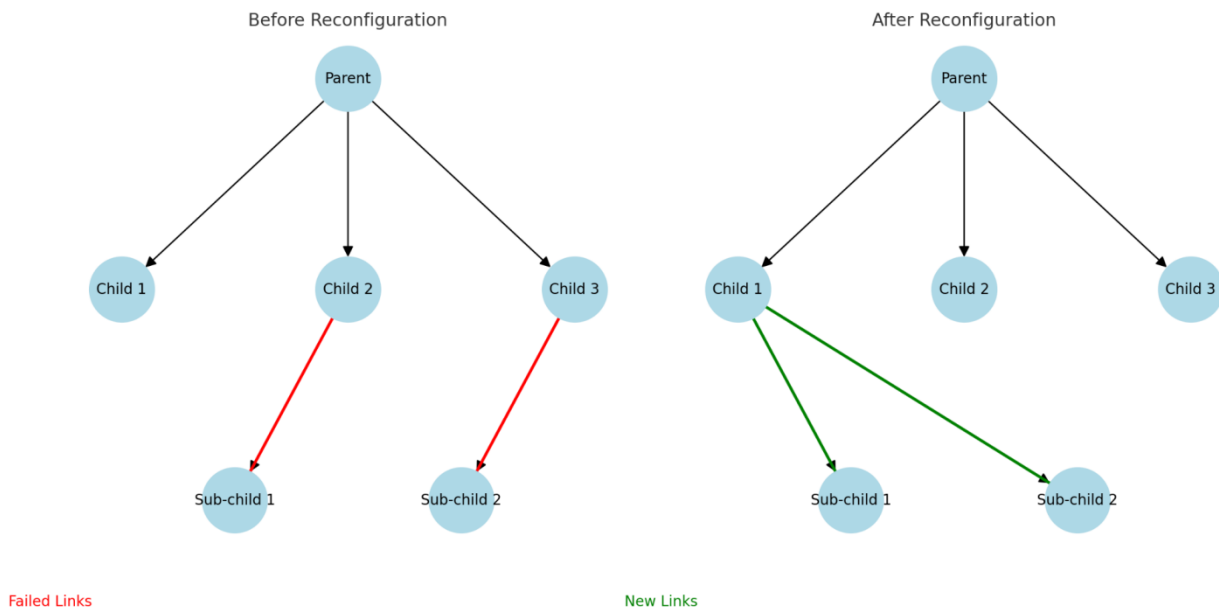 Before Reconfiguration
After Reconfiguration
Parent
Parent
Child 1
Child 2
Child 3
Child 1
Child 2
Child 3
Sub-child 1
Sub-child 2
Sub-child 1
Sub-child 2
Failed Links
New Links